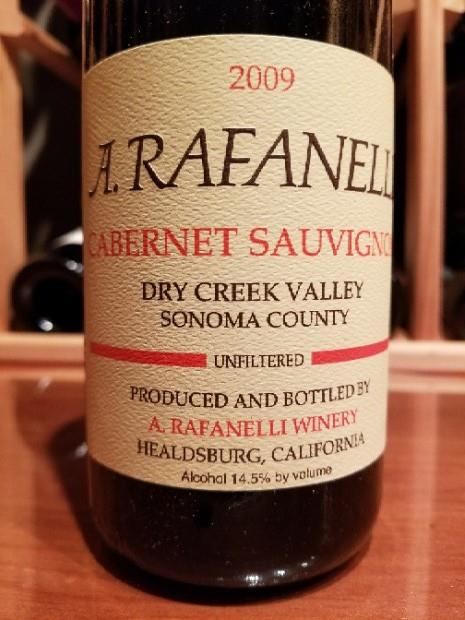 2009
A. RAFANELLI
CABERNET SAUVIGNO
DRY CREEK VALLEY
SONOMA COUNTY
UNFILTERED
PRODUCED AND BOTTLED BY
A. RAFANELLI WINERY
HEALDSBURG, CALIFORNIA
Alcohol 14.5% by volume